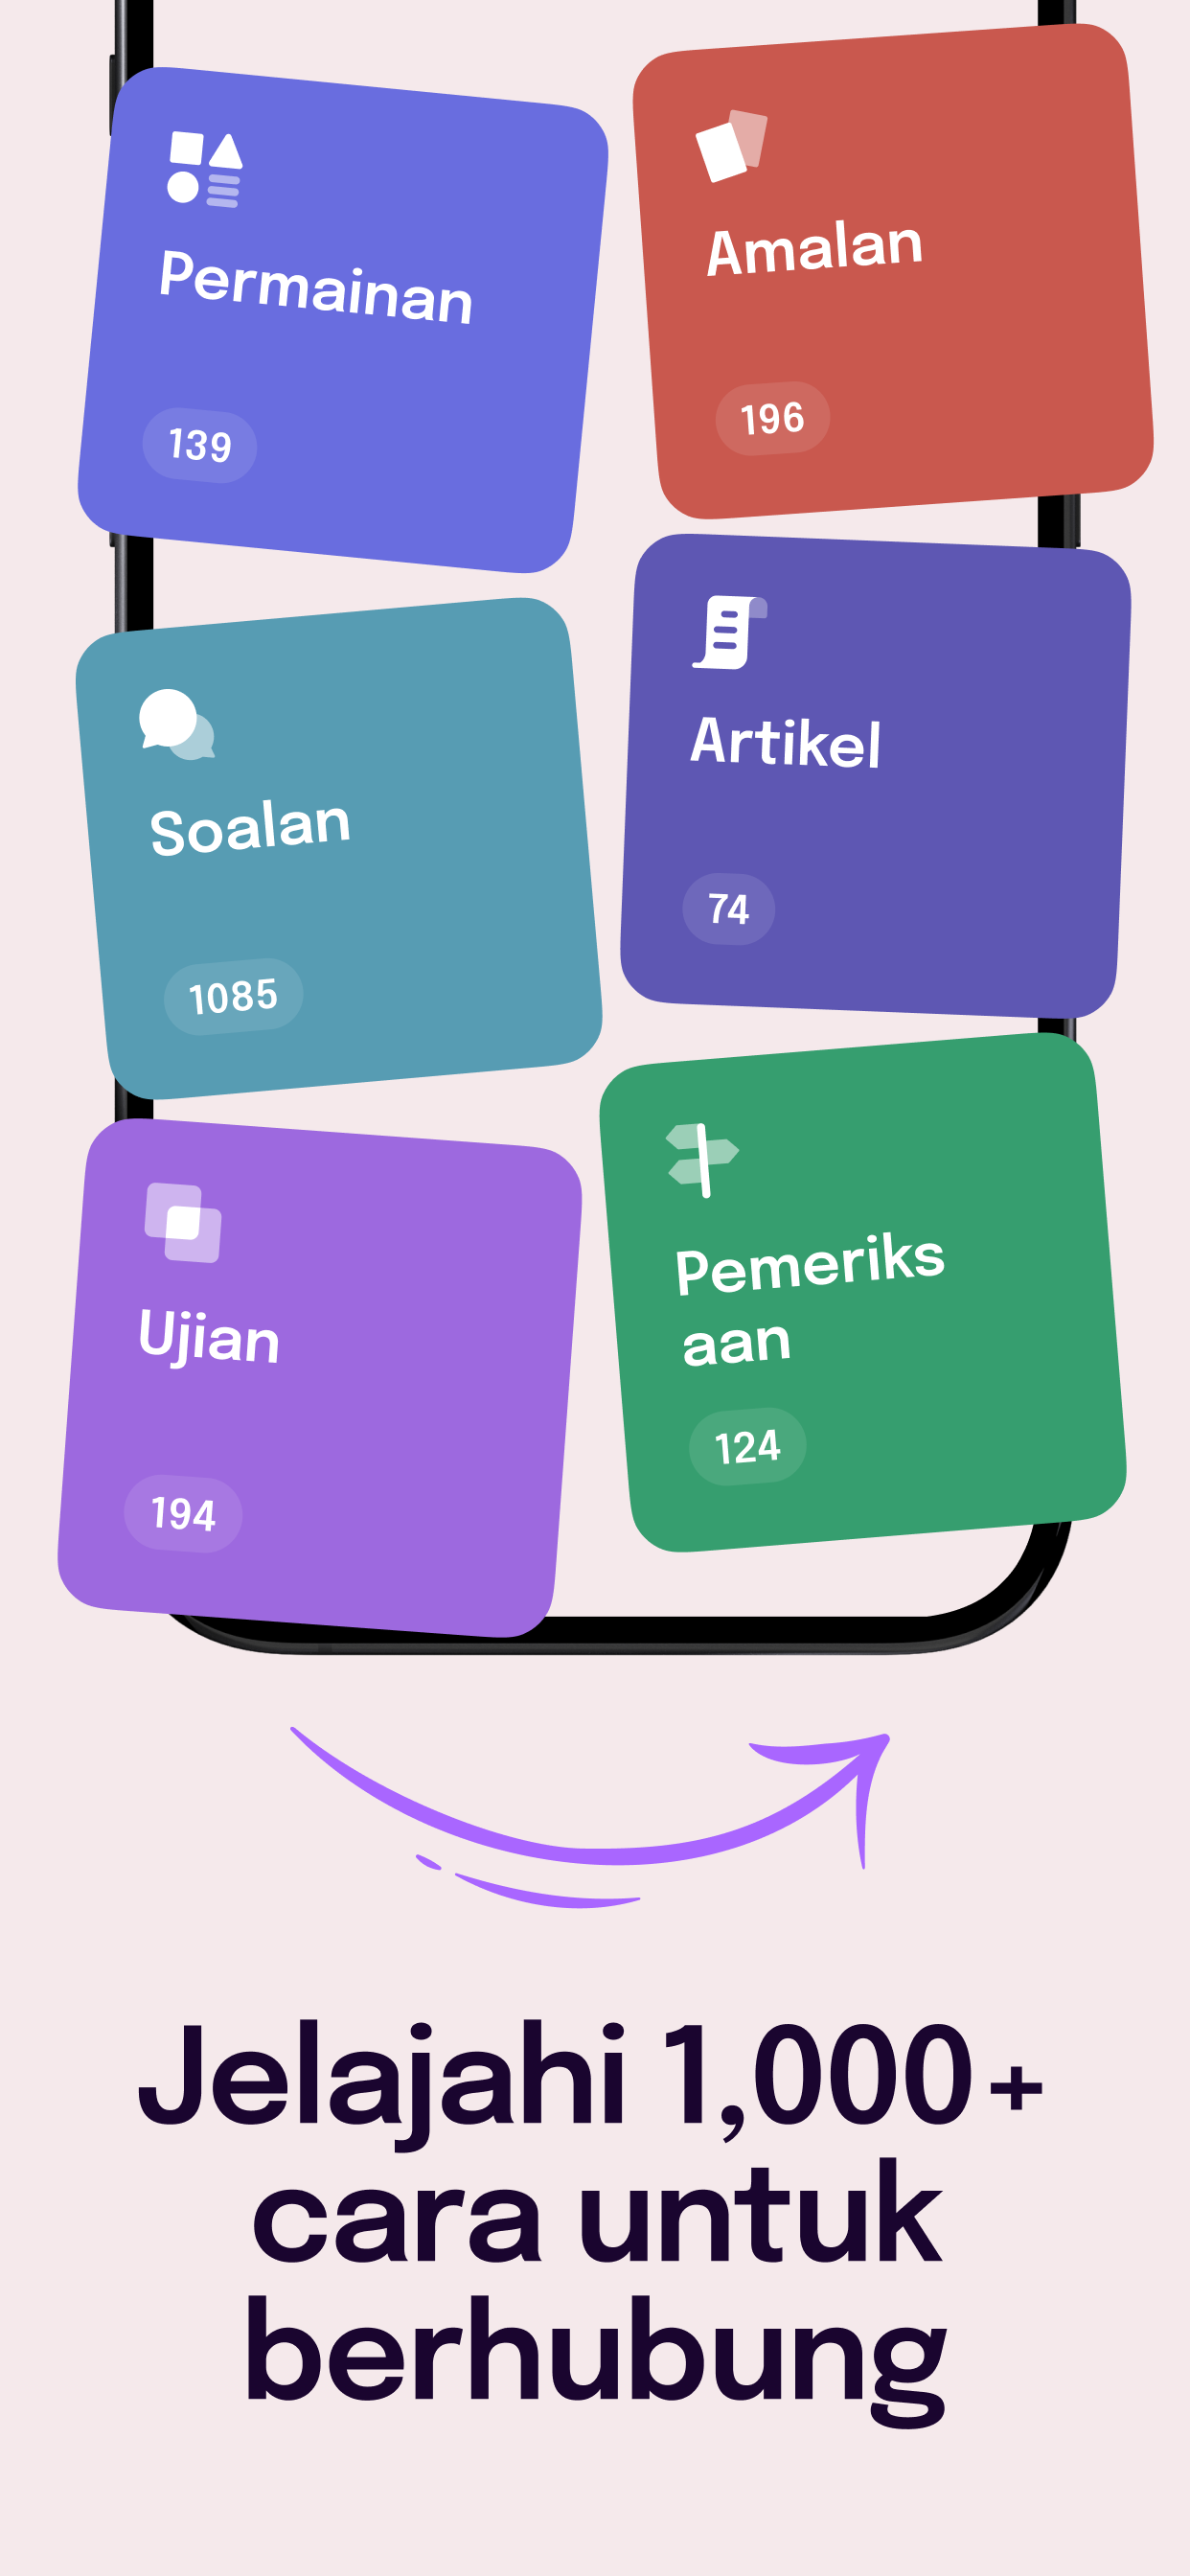 Permainan
139
Amalan
196
Soalan
1085
Artikel
74
Ujian
194
Pemeriks
aan
124
Jelajahi 1,000+
cara untuk
berhubung